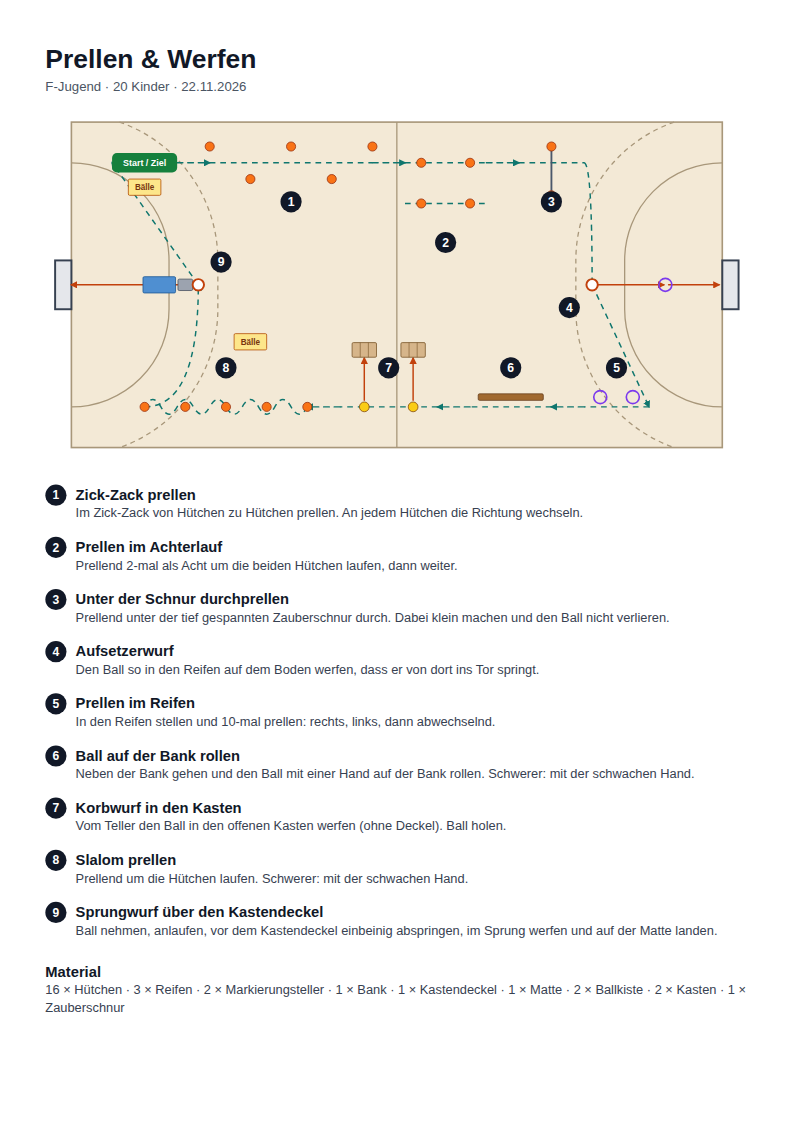 Prellen & Werfen
F-Jugend · 20 Kinder · 22.11.2026
Start / Ziel
Bälle
1
3
2
9
4
Bälle
8
7
6
5
1 Zick-Zack prellen
Im Zick-Zack von Hütchen zu Hütchen prellen. An jedem Hütchen die Richtung wechseln.
2 Prellen im Achterlauf
Prellend 2-mal als Acht um die beiden Hütchen laufen, dann weiter.
3 Unter der Schnur durchprellen
Prellend unter der tief gespannten Zauberschnur durch. Dabei klein machen und den Ball nicht verlieren.
4 Aufsetzerwurf
Den Ball so in den Reifen auf dem Boden werfen, dass er von dort ins Tor springt.
5 Prellen im Reifen
In den Reifen stellen und 10-mal prellen: rechts, links, dann abwechselnd.
6 Ball auf der Bank rollen
Neben der Bank gehen und den Ball mit einer Hand auf der Bank rollen. Schwerer: mit der schwachen Hand.
7 Korbwurf in den Kasten
Vom Teller den Ball in den offenen Kasten werfen (ohne Deckel). Ball holen.
8 Slalom prellen
Prellend um die Hütchen laufen. Schwerer: mit der schwachen Hand.
9 Sprungwurf über den Kastendeckel
Ball nehmen, anlaufen, vor dem Kastendeckel einbeinig abspringen, im Sprung werfen und auf der Matte landen.
Material
16 × Hütchen · 3 × Reifen · 2 × Markierungsteller · 1 × Bank · 1 × Kastendeckel · 1 × Matte · 2 × Ballkiste · 2 × Kasten · 1 ×
Zauberschnur